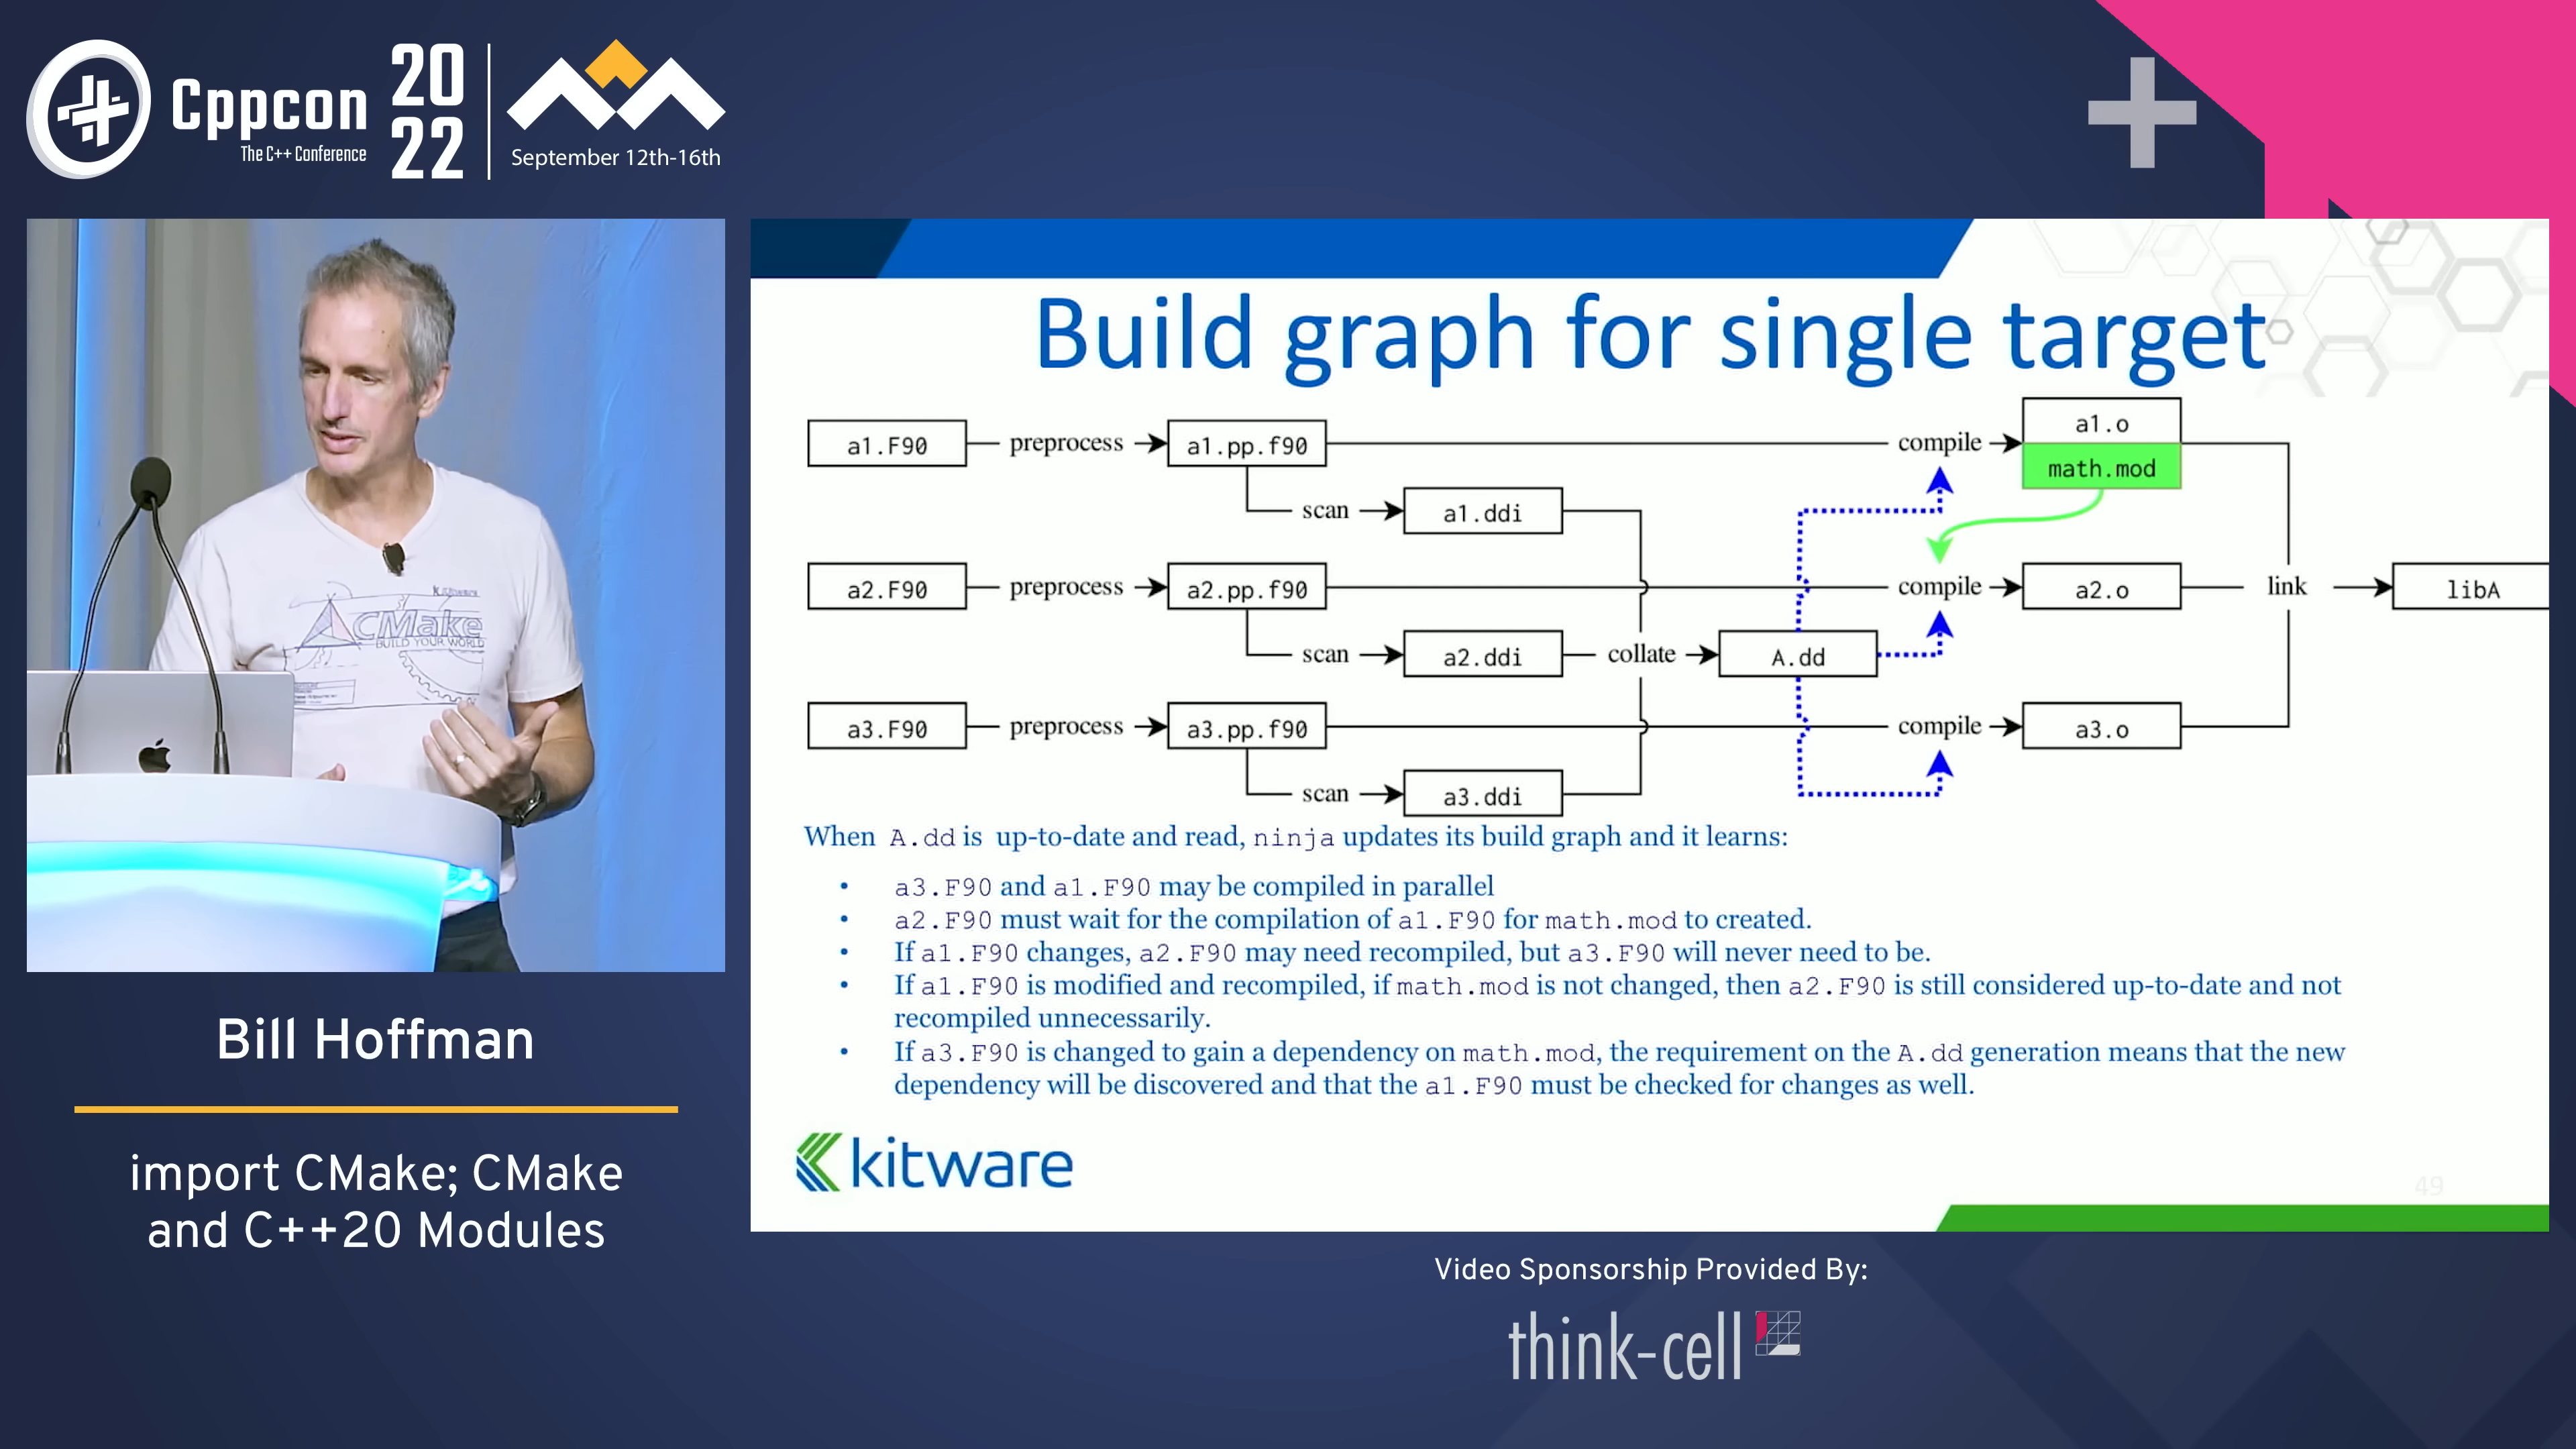 Cppcon
The C++ Conference
20
22
September 12th-16th
Build graph for single target
a1.F90
preprocess
a1.pp.f90
compile
a1.o
math.mod
scan
a1.ddi
a2.F90
preprocess
a2.pp.f90
compile
a2.o
link
libA
scan
a2.ddi
collate
A.dd
a3.F90
preprocess
a3.pp.f90
compile
a3.o
scan
a3.ddi
When A.dd is up-to-date and read, ninja updates its build graph and it learns:
• a3.F90 and a1.F90 may be compiled in parallel
• a2.F90 must wait for the compilation of a1.F90 for math.mod to created.
• If a1.F90 changes, a2.F90 may need recompiled, but a3.F90 will never need to be.
• If a1.F90 is modified and recompiled, if math.mod is not changed, then a2.F90 is still considered up-to-date and not
recompiled unnecessarily.
• If a3.F90 is changed to gain a dependency on math.mod, the requirement on the A.dd generation means that the new
dependency will be discovered and that the a1.F90 must be checked for changes as well.
kitware
49
CMake
BUILD YOUR WORLD
Bill Hoffman
import CMake; CMake
and C++20 Modules
Video Sponsorship Provided By:
think-cell